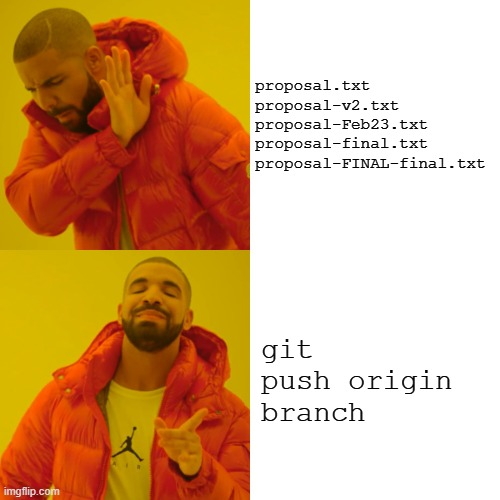 proposal.txt
proposal-v2.txt
proposal-Feb23.txt
proposal-final.txt
proposal-FINAL-final.txt
git
push origin
branch
AIR
imgflip.com